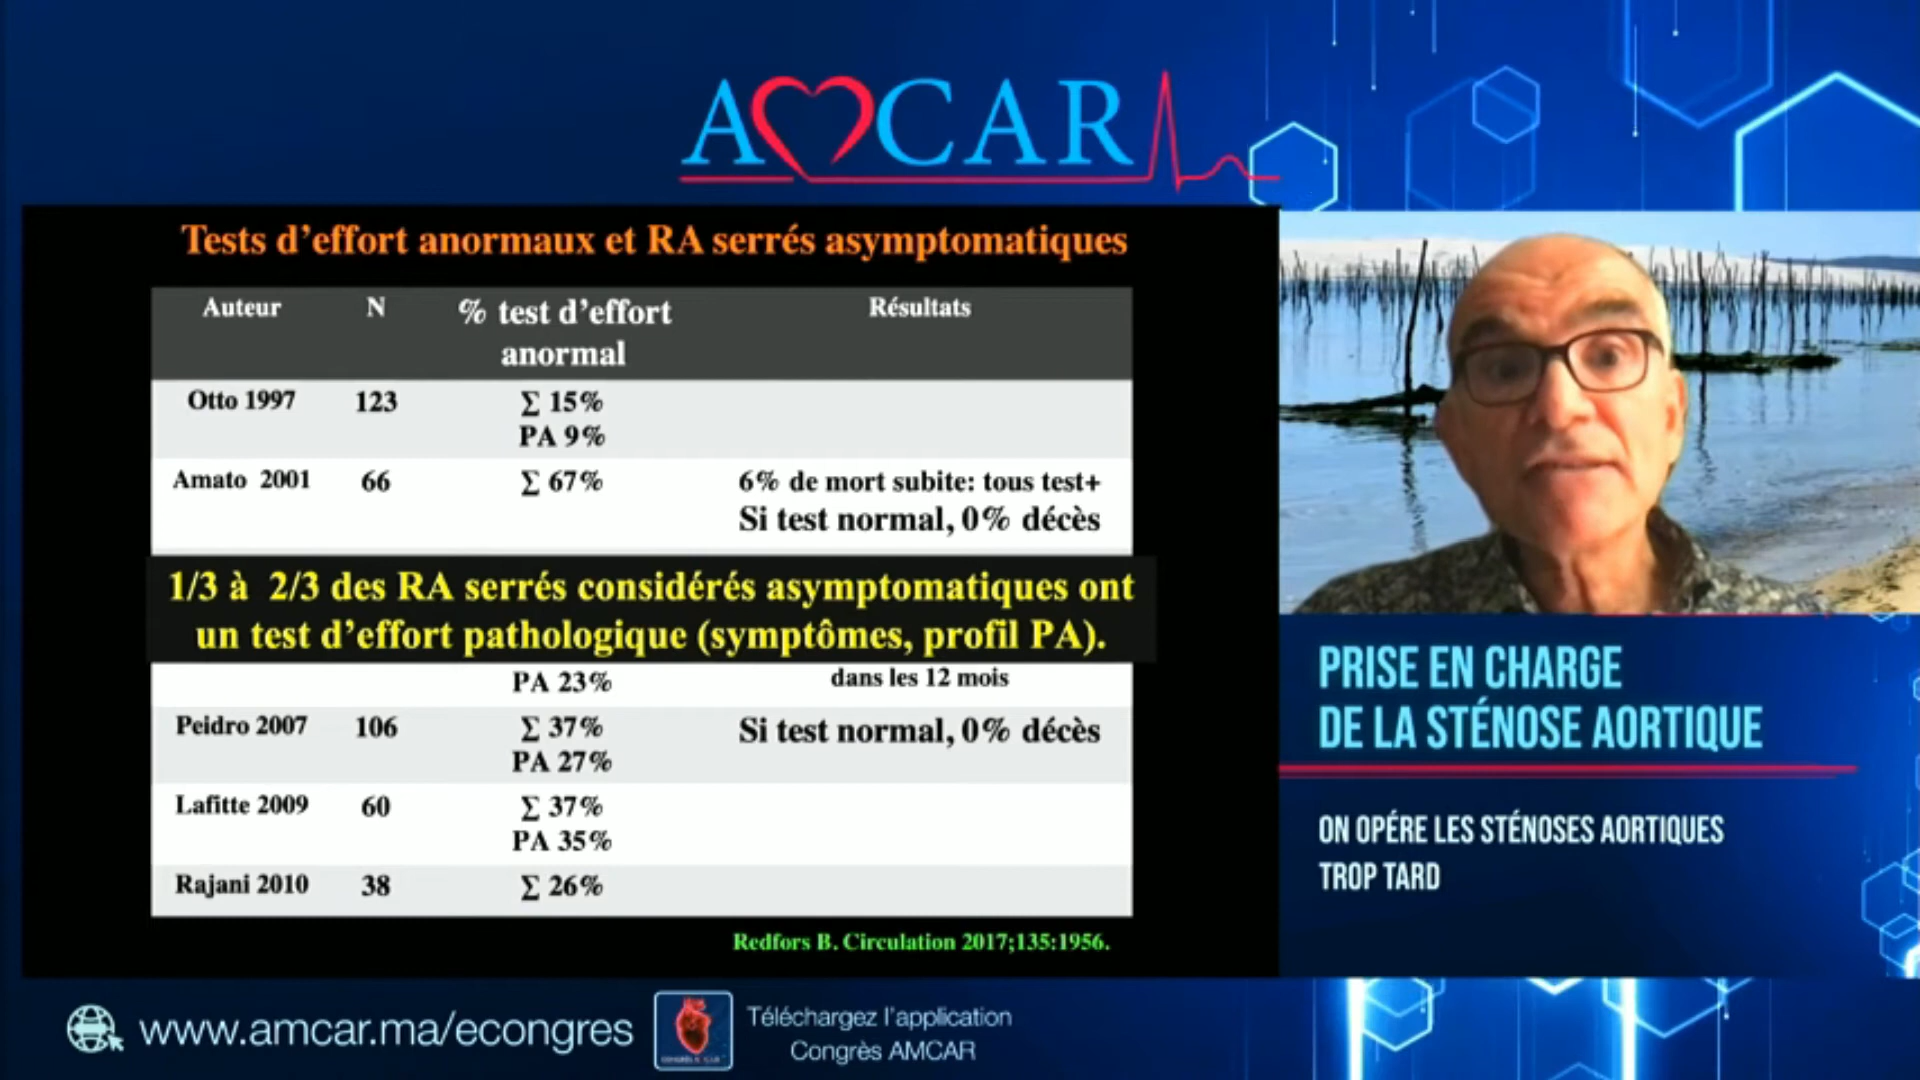 AMCAR
Tests d'effort anormaux et RA serrés asymptomatiques
Auteur N % test d'effort anormal Résultats
Otto 1997 123 ∑ 15%
PA 9%
Amato 2001 66 ∑ 67% 6% de mort subite: tous test+
Si test normal, 0% décès
1/3 à 2/3 des RA serrés considérés asymptomatiques ont
un test d'effort pathologique (symptômes, profil PA).
PA 23% dans les 12 mois
Peidro 2007 106 ∑ 37% Si test normal, 0% décès
PA 27%
Lafitte 2009 60 ∑ 37%
PA 35%
Rajani 2010 38 ∑ 26%
Redfors B. Circulation 2017;135:1956.
PRISE EN CHARGE
DE LA STÉNOSE AORTIQUE
ON OPÉRE LES STÉNOSES AORTIQUES
TROP TARD
www.amcar.ma/econgres
Téléchargez l'application
Congrès AMCAR